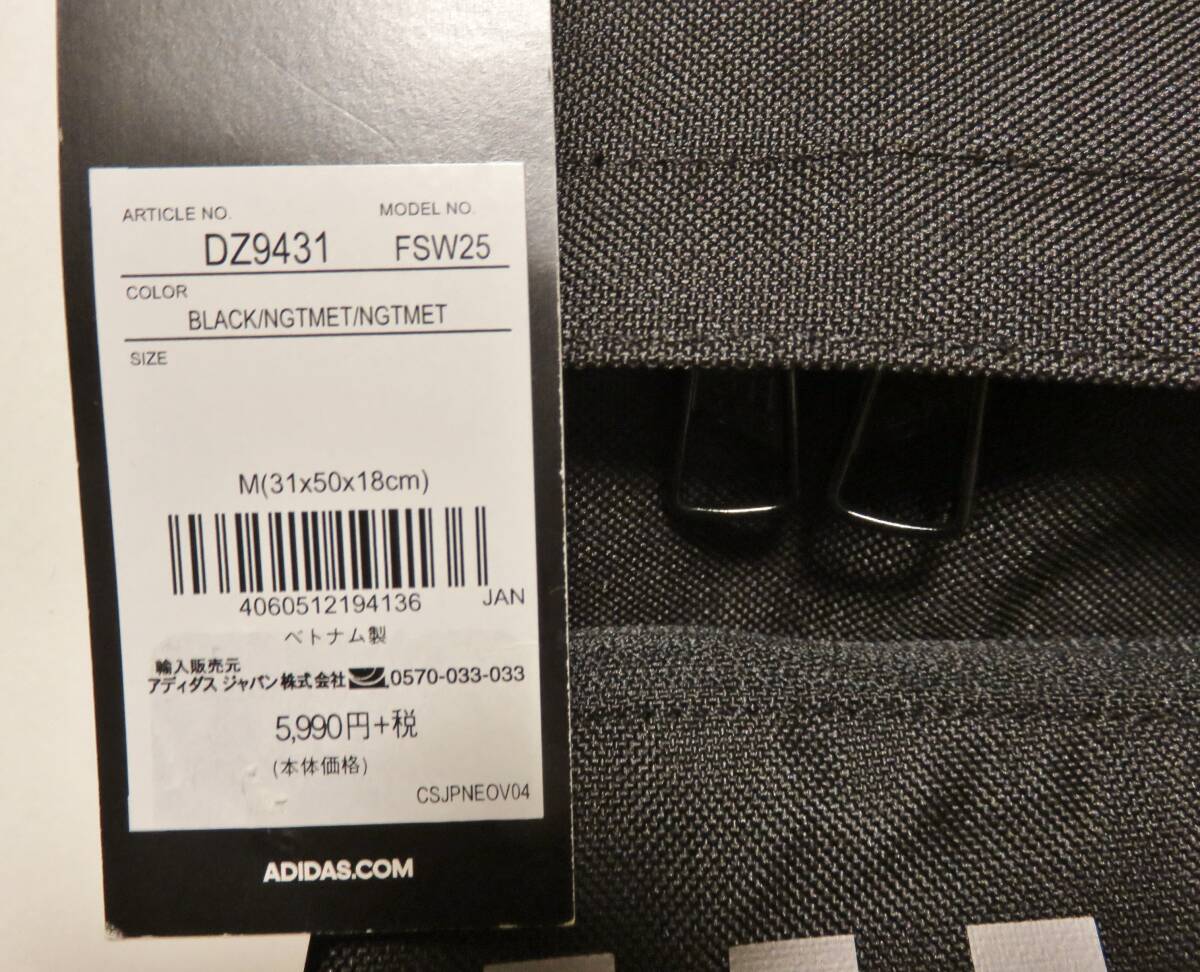 ARTICLE NO. MODEL NO.
DZ9431 FSW25
COLOR
BLACK/NGTMET/NGTMET
SIZE
M(31x50x18cm)
4060512194136 JAN
ベトナム製
輸入販売元
アディダス ジャパン株式会社 0570-033-033
5,990円+税
(本体価格)
CSJPNEOV04
ADIDAS.COM